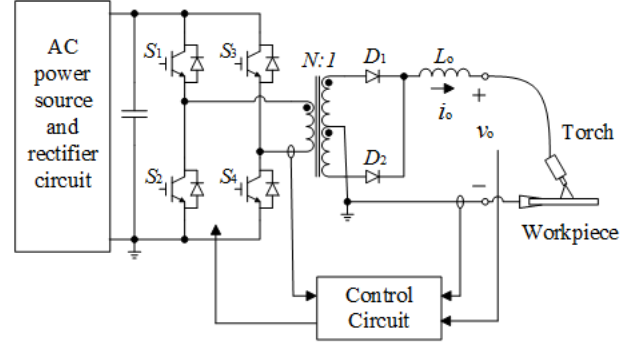 AC
power
source
and
rectifier
circuit
S1
S3
N:1
D1
Lo
+
io
vo
Torch
S2
S4
D2
−
Workpiece
Control
Circuit